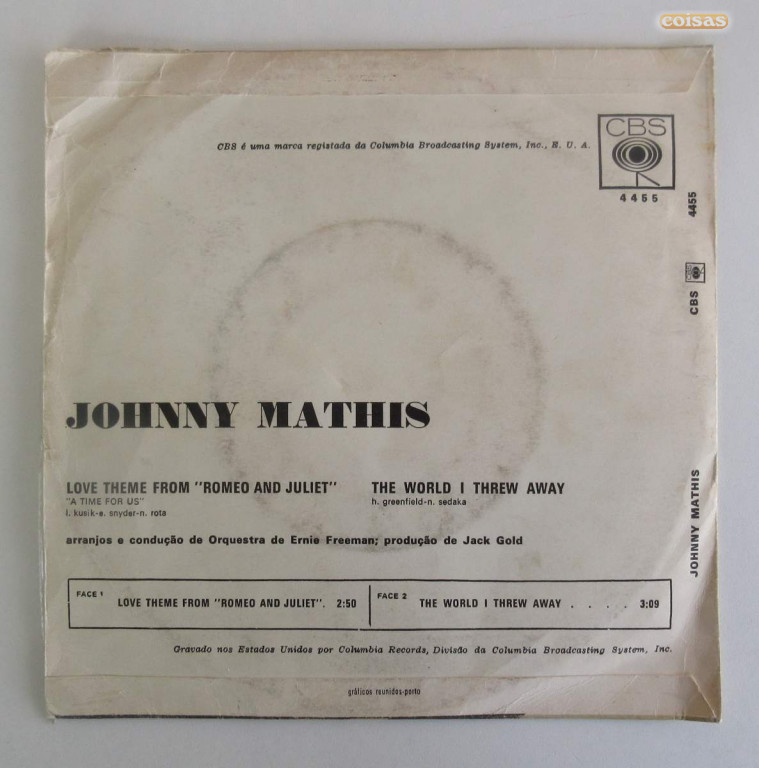 coisas
CBS é uma marca registada da Columbia Broadcasting System, Inc., E. U. A.
CBS
4455
4455
CBS
CBS
JOHNNY MATHIS
JOHNNY MATHIS
LOVE THEME FROM "ROMEO AND JULIET"
"A TIME FOR US"
l. kusik-e. snyder-n. rota
THE WORLD I THREW AWAY
h. greenfield-n. sedaka
arranjos e condução de Orquestra de Ernie Freeman; produção de Jack Gold
FACE 1
LOVE THEME FROM "ROMEO AND JULIET". 2:50
FACE 2
THE WORLD I THREW AWAY . . . . 3:09
Gravado nos Estados Unidos por Columbia Records, Divisão da Columbia Broadcasting System, Inc.
gráficos reunidos-porto